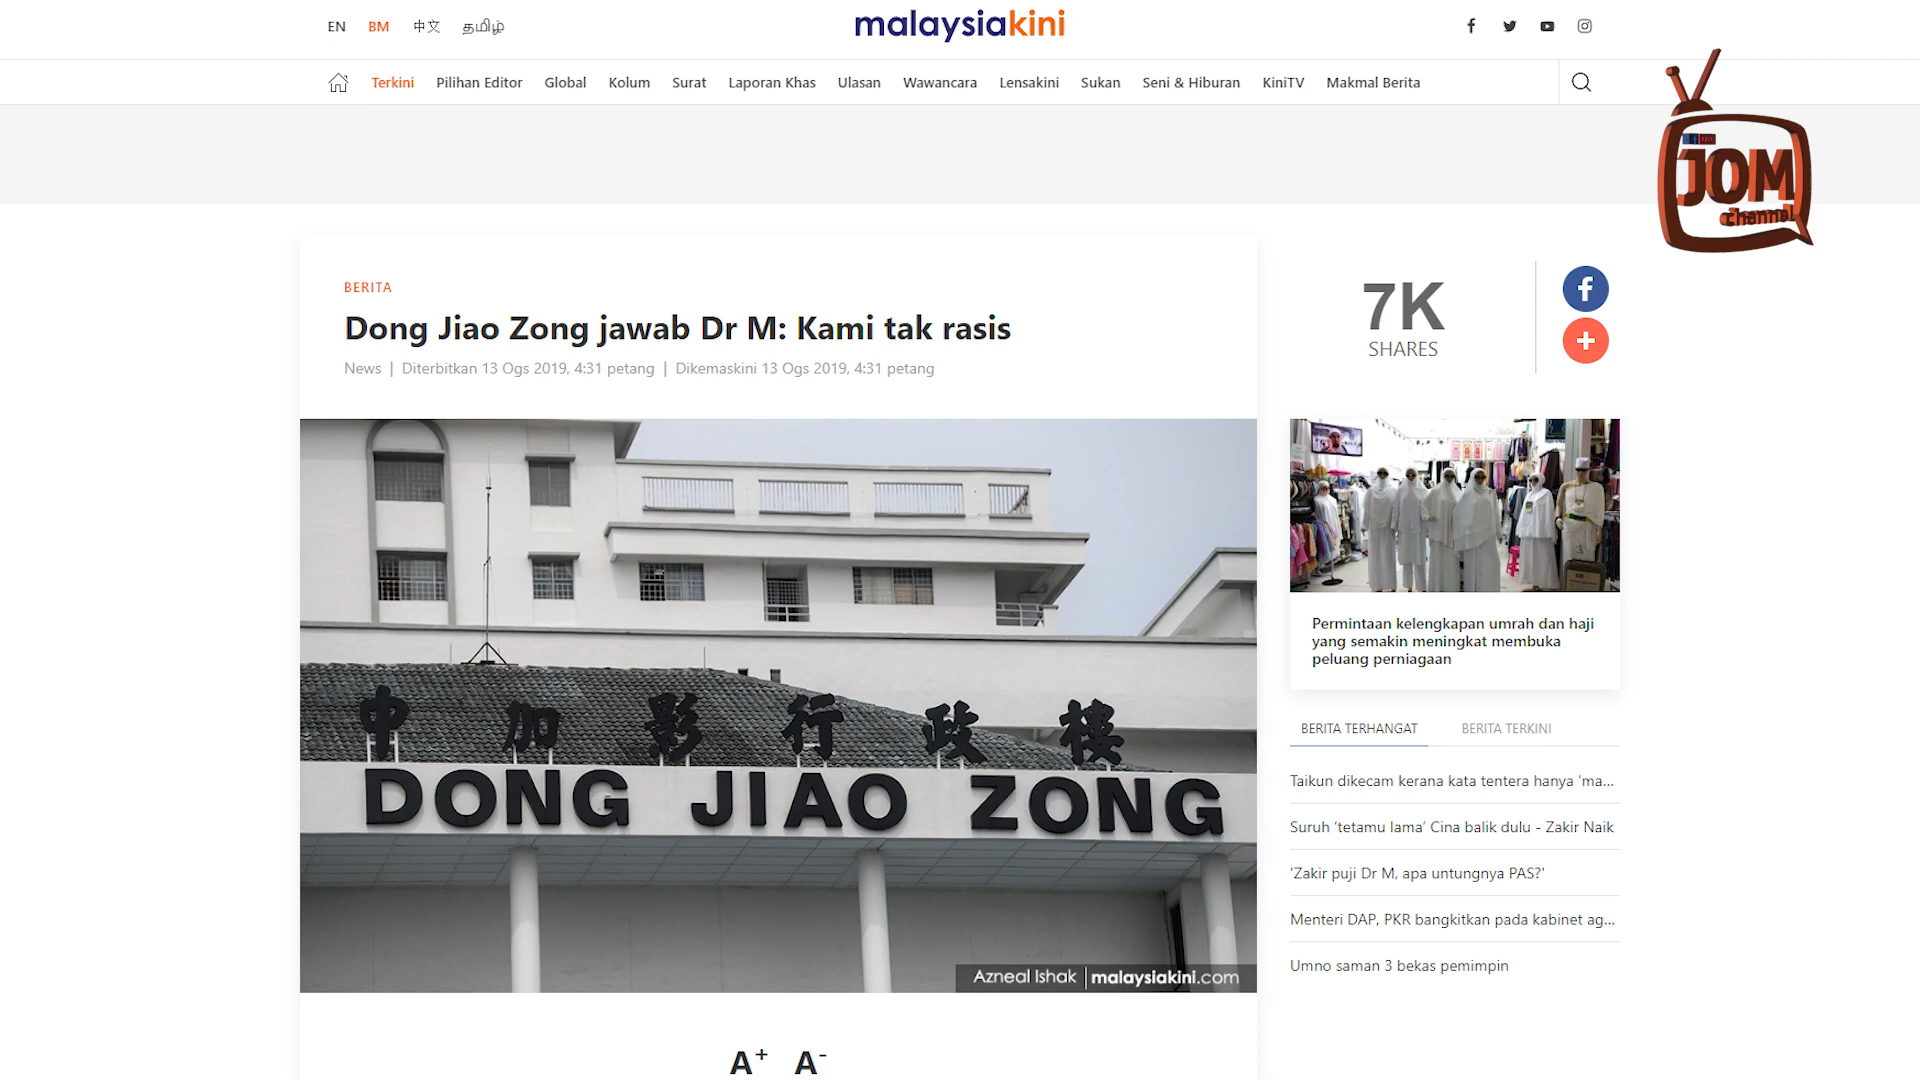 EN BM 中文 தமிழ்
malaysiakini
Terkini Pilihan Editor Global Kolum Surat Laporan Khas Ulasan Wawancara Lensakini Sukan Seni & Hiburan KiniTV Makmal Berita
JOM
channel
BERITA
Dong Jiao Zong jawab Dr M: Kami tak rasis
News | Diterbitkan 13 Ogs 2019, 4:31 petang | Dikemaskini 13 Ogs 2019, 4:31 petang
7K
SHARES
中加影行政樓
DONG JIAO ZONG
Azneal Ishak | malaysiakini.com
A+ A-
Permintaan kelengkapan umrah dan haji
yang semakin meningkat membuka
peluang perniagaan
BERITA TERHANGAT BERITA TERKINI
Taikun dikecam kerana kata tentera hanya 'ma...
Suruh ‘tetamu lama’ Cina balik dulu - Zakir Naik
'Zakir puji Dr M, apa untungnya PAS?'
Menteri DAP, PKR bangkitkan pada kabinet ag...
Umno saman 3 bekas pemimpin